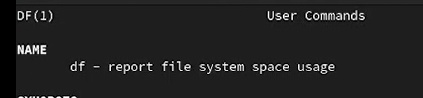 DF(1) User Commands
NAME
df - report file system space usage